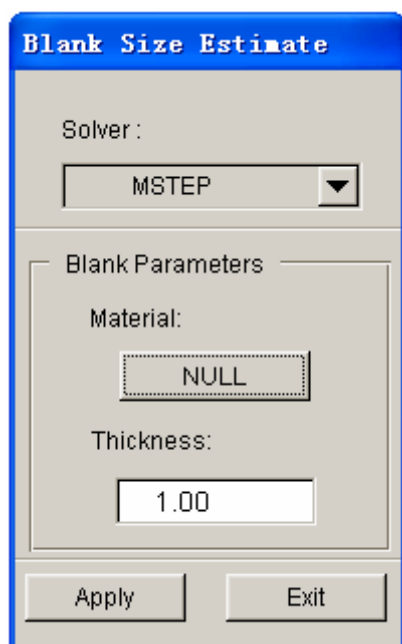 Blank Size Estimate
Solver :
MSTEP
Blank Parameters
Material:
NULL
Thickness:
1.00
Apply Exit